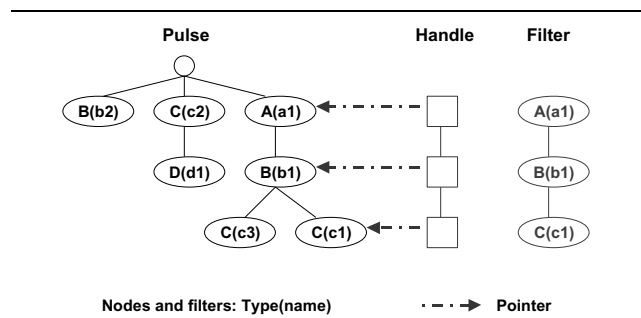 Pulse Handle Filter
B(b2) C(c2) A(a1) A(a1)
D(d1) B(b1) B(b1)
C(c3) C(c1) C(c1)
Nodes and filters: Type(name) Pointer